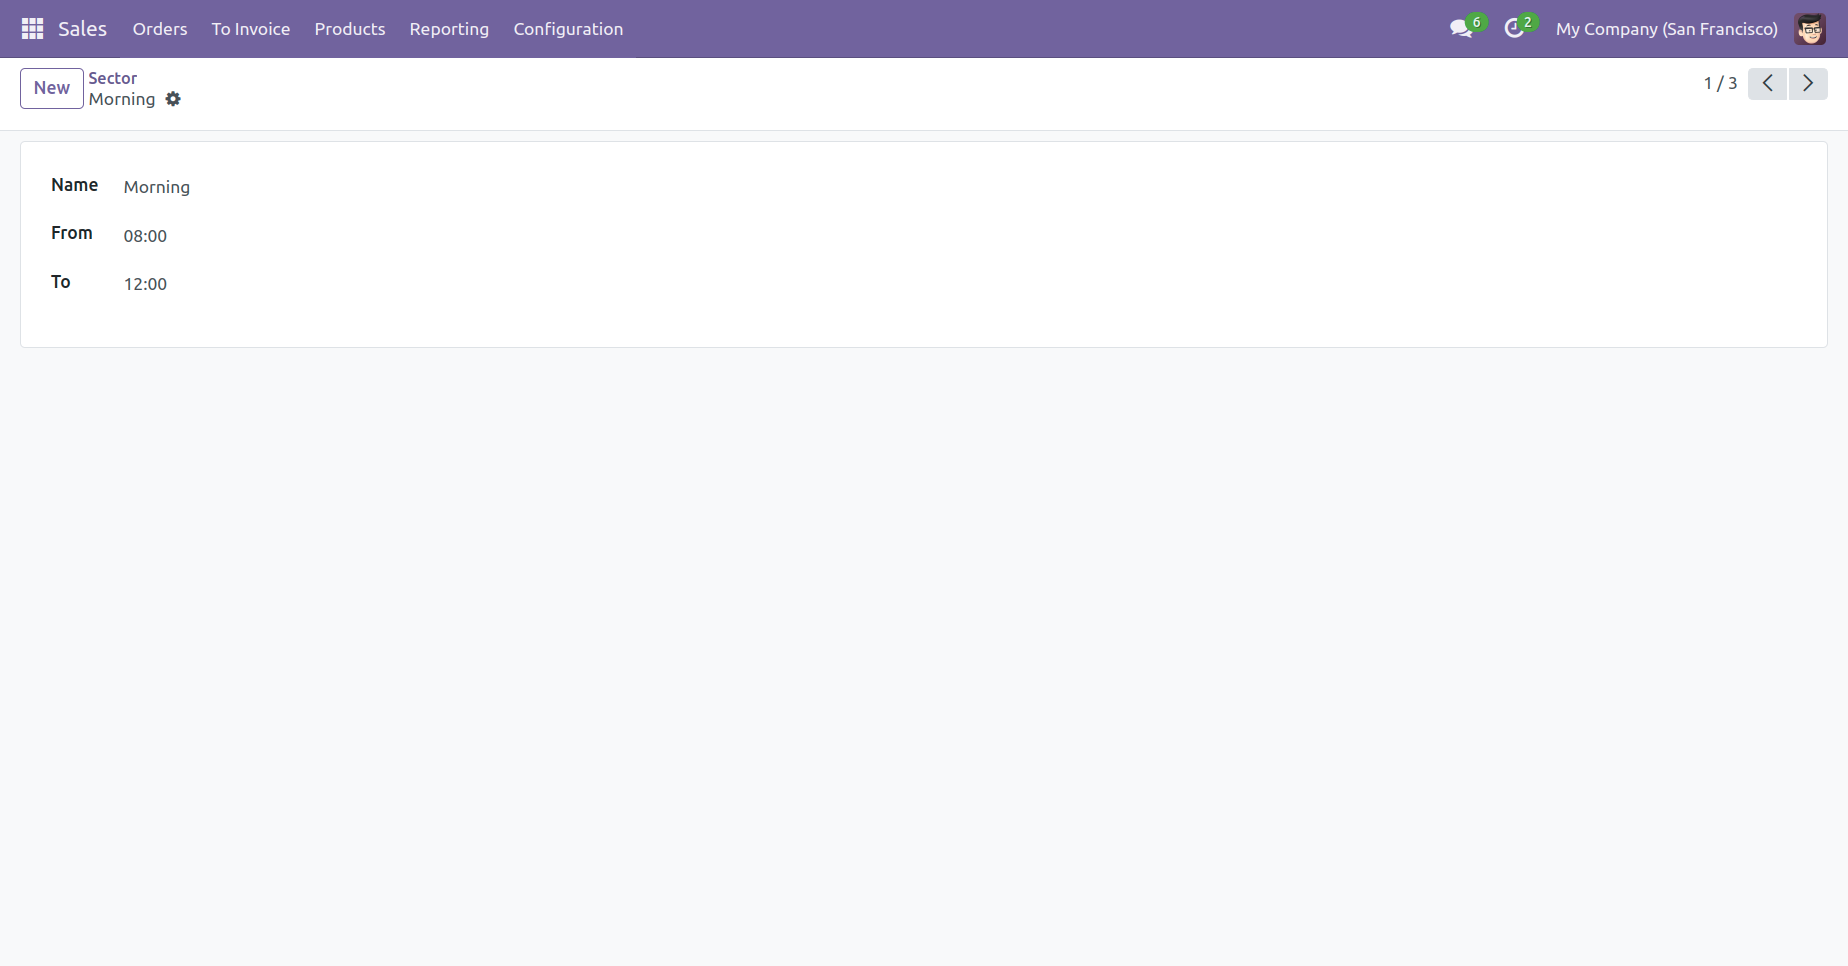 Sales Orders To Invoice Products Reporting Configuration 6 2 My Company (San Francisco)
New Sector 1 / 3
Morning
Name Morning
From 08:00
To 12:00